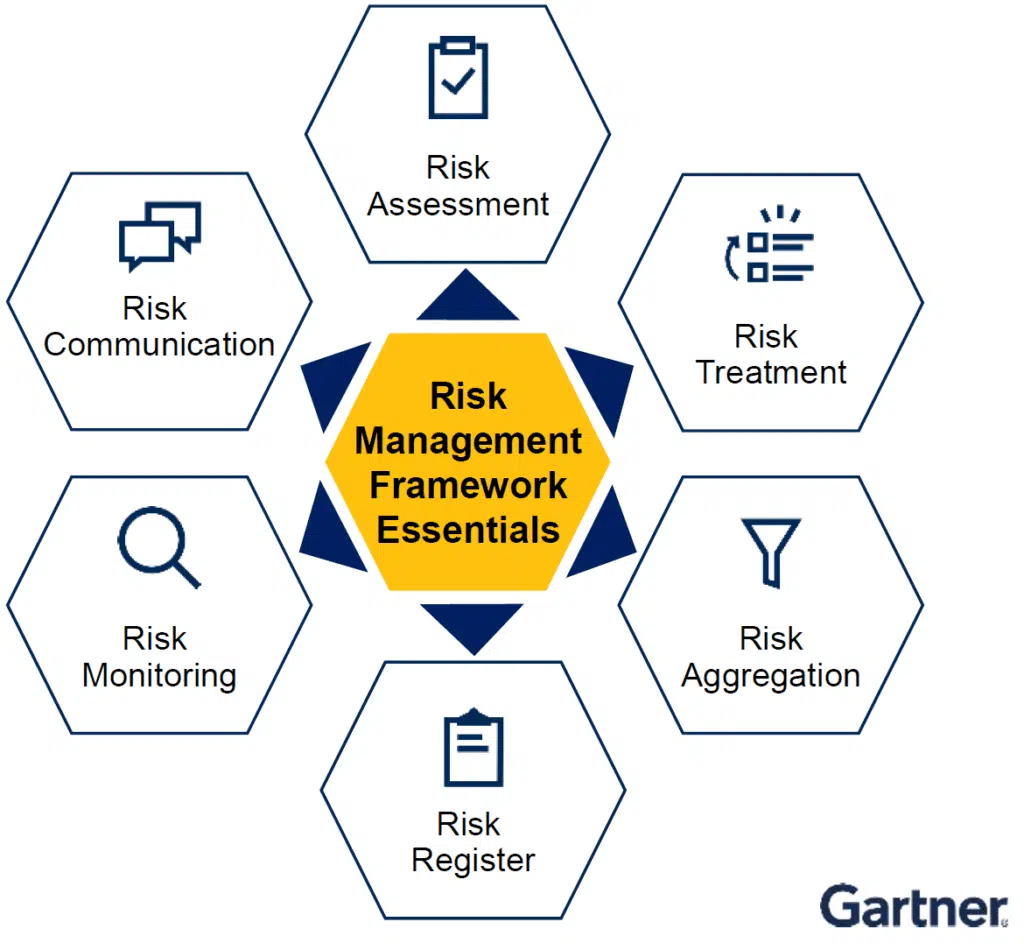 Risk
Assessment
Risk
Communication
Risk
Treatment
Risk
Management
Framework
Essentials
Risk
Monitoring
Risk
Aggregation
Risk
Register
Gartner